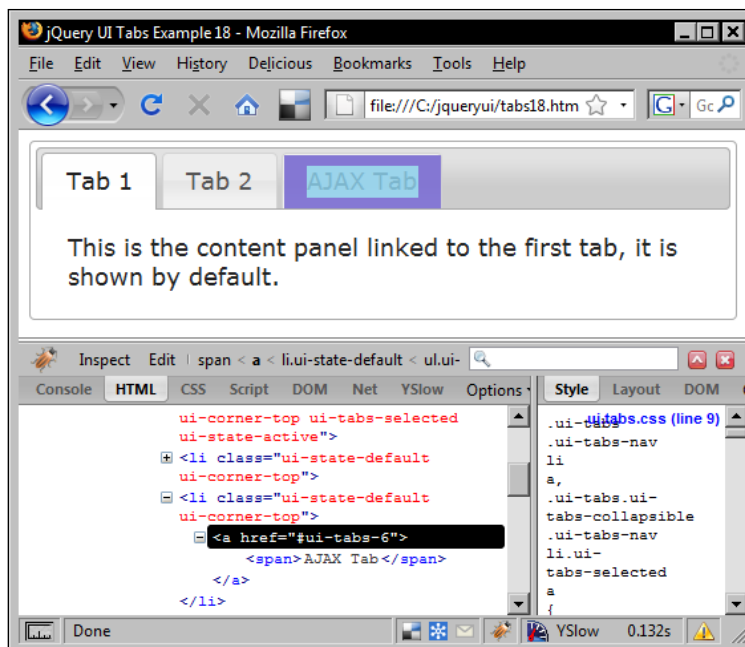 jQuery UI Tabs Example 18 - Mozilla Firefox
File Edit View History Delicious Bookmarks Tools Help
file:///C:/jqueryui/tabs18.htm G Gc
Tab 1 Tab 2 AJAX Tab
This is the content panel linked to the first tab, it is
shown by default.
Inspect Edit span < a < li.ui-state-default < ul.ui-
Console HTML CSS Script DOM Net YSlow Options
Style Layout DOM
ui-corner-top ui-tabs-selected
ui-state-active">
<li class="ui-state-default
ui-corner-top">
<li class="ui-state-default
ui-corner-top">
<a href="#ui-tabs-6">
<span>AJAX Tab</span>
</a>
</li>
ui.tabs.css (line 9)
.ui-tabs
.ui-tabs-nav
li
a,
.ui-tabs.ui-
tabs-collapsible
.ui-tabs-nav
li.ui-
tabs-selected
a
{
Done YSlow 0.132s